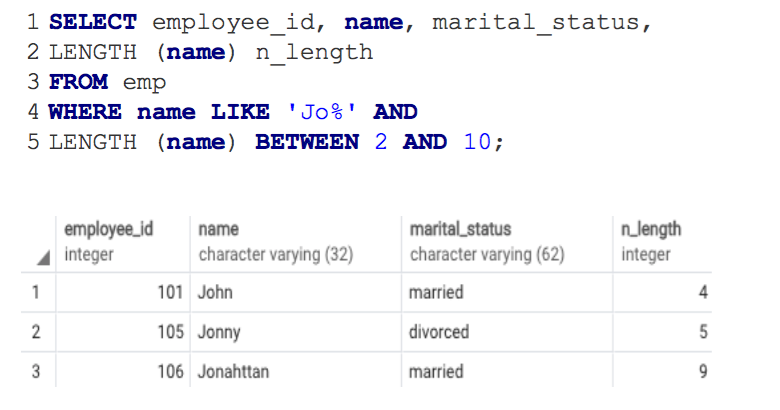 1 SELECT employee_id, name, marital_status,
2 LENGTH (name) n_length
3 FROM emp
4 WHERE name LIKE 'Jo%' AND
5 LENGTH (name) BETWEEN 2 AND 10;
employee_id name marital_status n_length
integer character varying (32) character varying (62) integer
1 101 John married 4
2 105 Jonny divorced 5
3 106 Jonahttan married 9